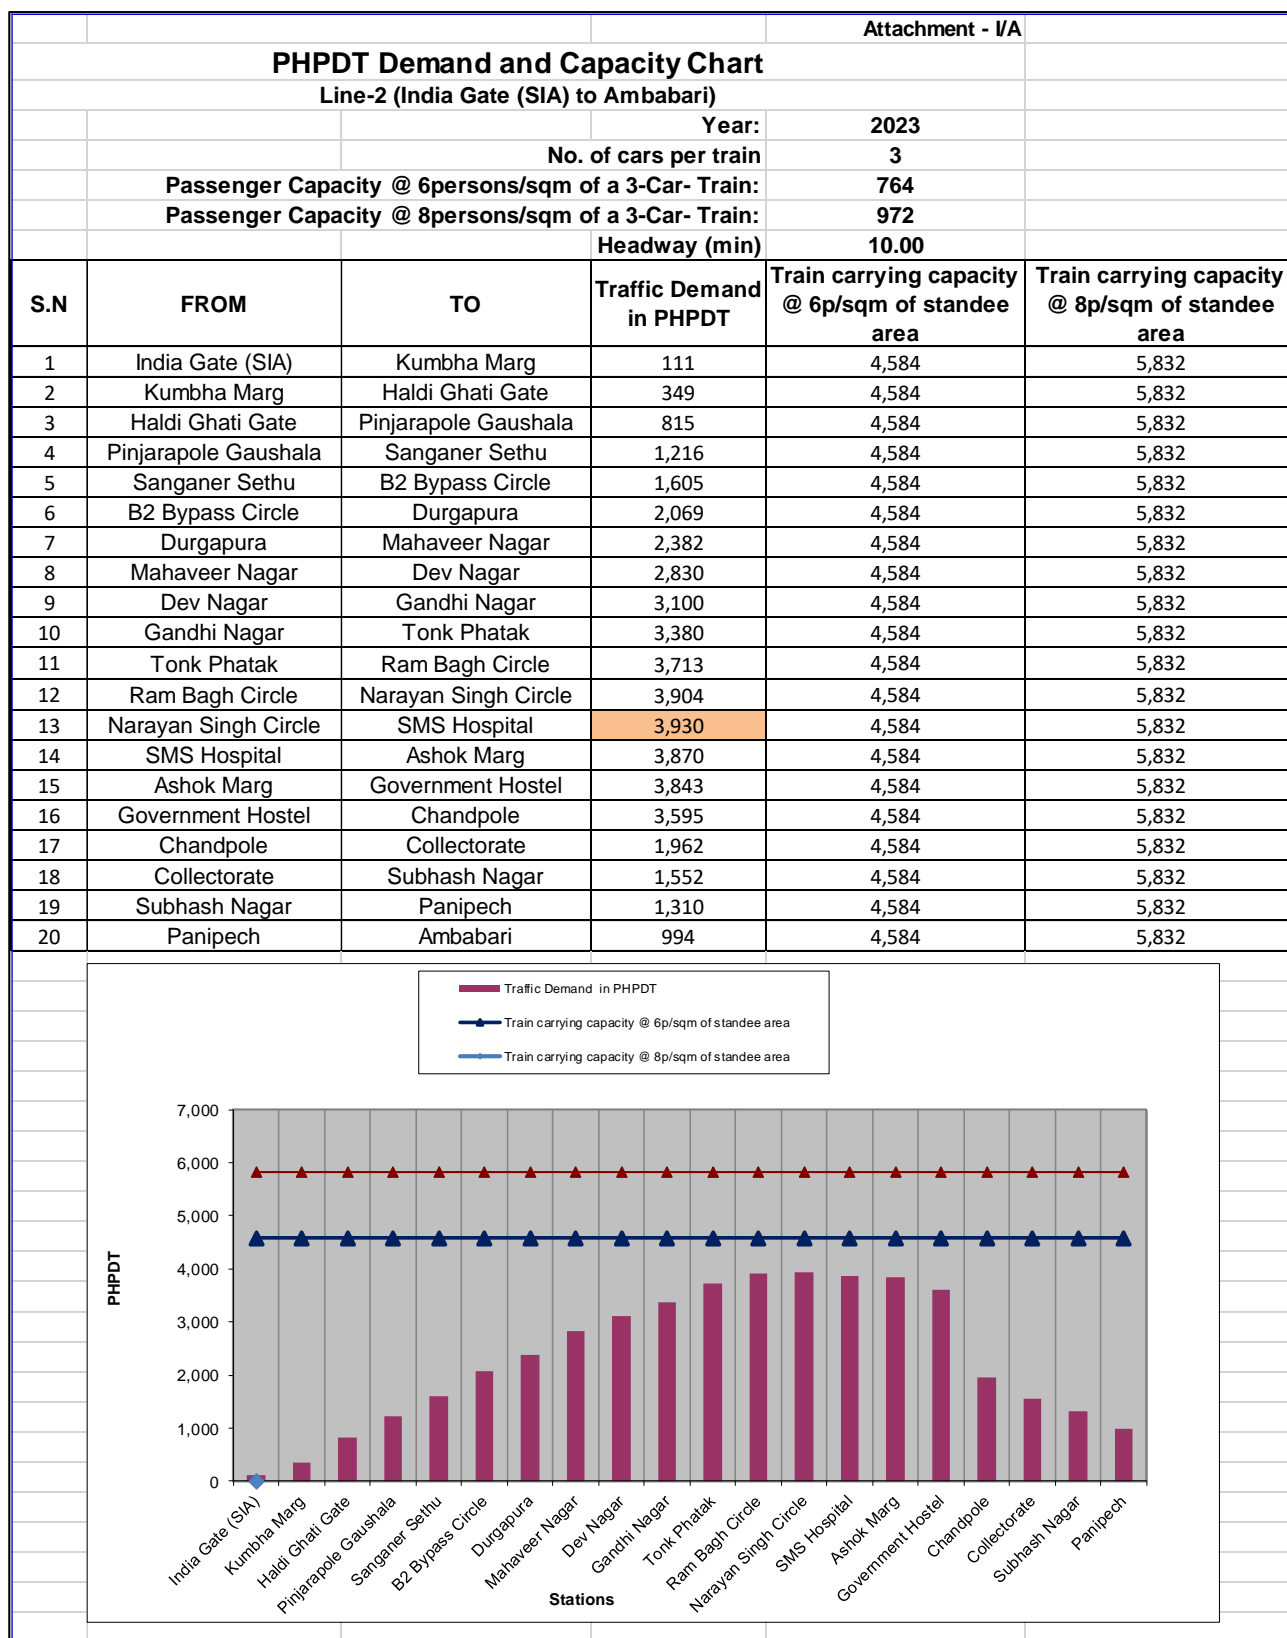 Attachment - I/A
PHPDT Demand and Capacity Chart
Line-2 (India Gate (SIA) to Ambabari)
Year: 2023
No. of cars per train 3
Passenger Capacity @ 6persons/sqm of a 3-Car- Train: 764
Passenger Capacity @ 8persons/sqm of a 3-Car- Train: 972
Headway (min) 10.00
S.N FROM TO Traffic Demand in PHPDT Train carrying capacity @ 6p/sqm of standee area Train carrying capacity @ 8p/sqm of standee area
1 India Gate (SIA) Kumbha Marg 111 4,584 5,832
2 Kumbha Marg Haldi Ghati Gate 349 4,584 5,832
3 Haldi Ghati Gate Pinjarapole Gaushala 815 4,584 5,832
4 Pinjarapole Gaushala Sanganer Sethu 1,216 4,584 5,832
5 Sanganer Sethu B2 Bypass Circle 1,605 4,584 5,832
6 B2 Bypass Circle Durgapura 2,069 4,584 5,832
7 Durgapura Mahaveer Nagar 2,382 4,584 5,832
8 Mahaveer Nagar Dev Nagar 2,830 4,584 5,832
9 Dev Nagar Gandhi Nagar 3,100 4,584 5,832
10 Gandhi Nagar Tonk Phatak 3,380 4,584 5,832
11 Tonk Phatak Ram Bagh Circle 3,713 4,584 5,832
12 Ram Bagh Circle Narayan Singh Circle 3,904 4,584 5,832
13 Narayan Singh Circle SMS Hospital 3,930 4,584 5,832
14 SMS Hospital Ashok Marg 3,870 4,584 5,832
15 Ashok Marg Government Hostel 3,843 4,584 5,832
16 Government Hostel Chandpole 3,595 4,584 5,832
17 Chandpole Collectorate 1,962 4,584 5,832
18 Collectorate Subhash Nagar 1,552 4,584 5,832
19 Subhash Nagar Panipech 1,310 4,584 5,832
20 Panipech Ambabari 994 4,584 5,832
Traffic Demand in PHPDT
Train carrying capacity @ 6p/sqm of standee area
Train carrying capacity @ 8p/sqm of standee area
7,000
6,000
5,000
4,000
3,000
2,000
1,000
0
PHPDT
India Gate (SIA)
Kumbha Marg
Haldi Ghati Gate
Pinjarapole Gaushala
Sanganer Sethu
B2 Bypass Circle
Durgapura
Mahaveer Nagar
Dev Nagar
Gandhi Nagar
Tonk Phatak
Ram Bagh Circle
Narayan Singh Circle
SMS Hospital
Ashok Marg
Government Hostel
Chandpole
Collectorate
Subhash Nagar
Panipech
Stations